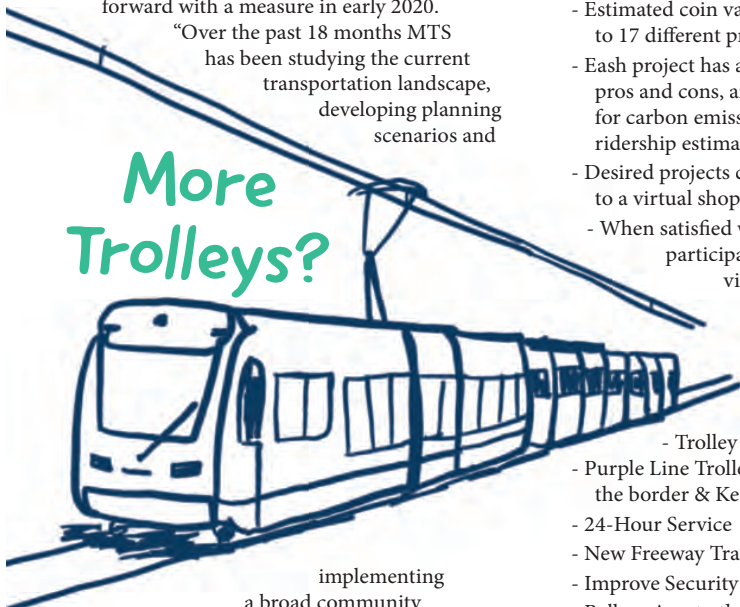 forward with a measure in early 2020.
“Over the past 18 months MTS
has been studying the current
transportation landscape,
developing planning
scenarios and
More
Trolleys?
implementing
a broad community
- Estimated coin va
to 17 different pr
- Eash project has a
pros and cons, a
for carbon emiss
ridership estima
- Desired projects c
to a virtual shop
- When satisfied w
participa
vi
- Trolley
- Purple Line Trolle
the border & Ke
- 24-Hour Service
- New Freeway Tra
- Improve Security